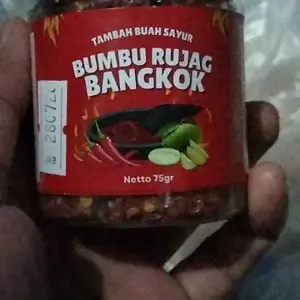 TAMBAH BUAH SAYUR
BUMBU RUJAG
BANGKOK
Netto 75gr